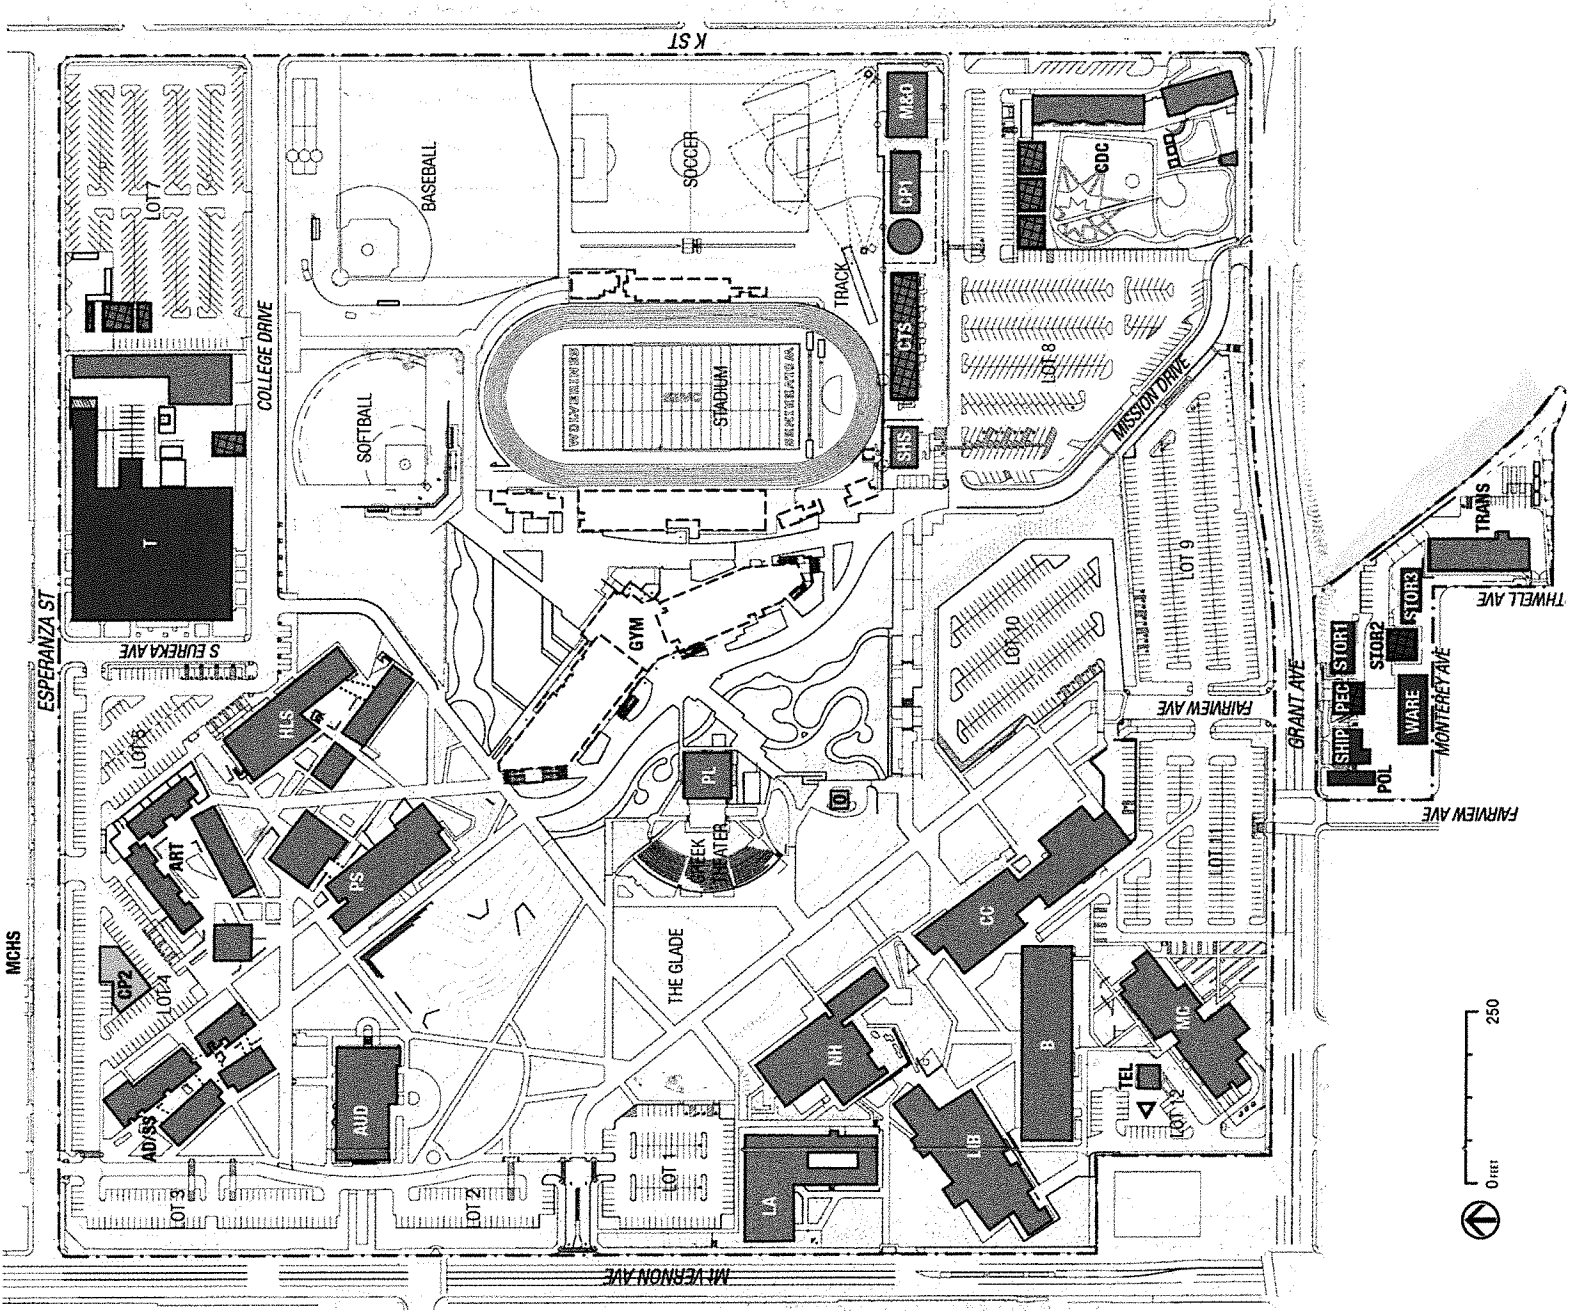 K ST
ESPERANZA ST
LOT 7
BASEBALL
SOCCER
M&O
CP1
CDC
COLLEGE DRIVE
TRACK
CTS
LOT 8
MISSION DRIVE
SOFTBALL
STADIUM
SHS
T
S EUREKA AVE
GYM
LOT 10
LOT 9
TRANS
THWELL AVE
STOR3
STOR1
STOR2
PEC
SHIP
WARE
POL
MONTEREY AVE
GRANT AVE
FAIRVIEW AVE
FAIRVIEW AVE
HLS
LOT 5
ART
PS
PL
GREEK
THEATER
O
CC
LOT 11
MCHS
CP2
LOT 4
THE GLADE
NH
B
MC
TEL
LOT 12
AD/SS
AUD
LOT 3
LOT 2
LOT 1
LA
LIB
Mt VERNON AVE
0 FEET
250